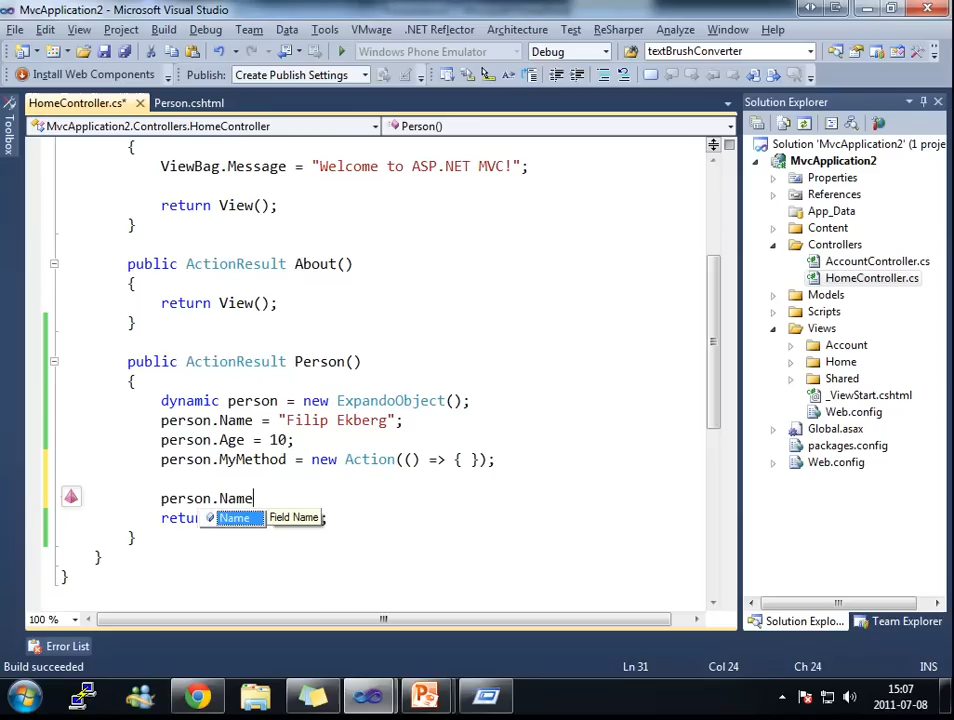 MvcApplication2 - Microsoft Visual Studio
File Edit View Project Build Debug Team Data Tools VMware .NET Reflector Architecture Test ReSharper Analyze Window Help
Windows Phone Emulator Debug textBrushConverter
Install Web Components Publish: Create Publish Settings
HomeController.cs* Person.cshtml
MvcApplication2.Controllers.HomeController Person()
{
ViewBag.Message = "Welcome to ASP.NET MVC!";
return View();
}
public ActionResult About()
{
return View();
}
public ActionResult Person()
{
dynamic person = new ExpandoObject();
person.Name = "Filip Ekberg";
person.Age = 10;
person.MyMethod = new Action(() => { });
person.Name
retur ;
Name Field Name
}
}
}
100 %
Toolbox
Solution Explorer
Solution 'MvcApplication2' (1 proje
MvcApplication2
Properties
References
App_Data
Content
Controllers
AccountController.cs
HomeController.cs
Models
Scripts
Views
Account
Home
Shared
_ViewStart.cshtml
Web.config
Global.asax
packages.config
Web.config
Solution Explo... Team Explorer
Error List
Build succeeded Ln 31 Col 24 Ch 24 INS
15:07
2011-07-08